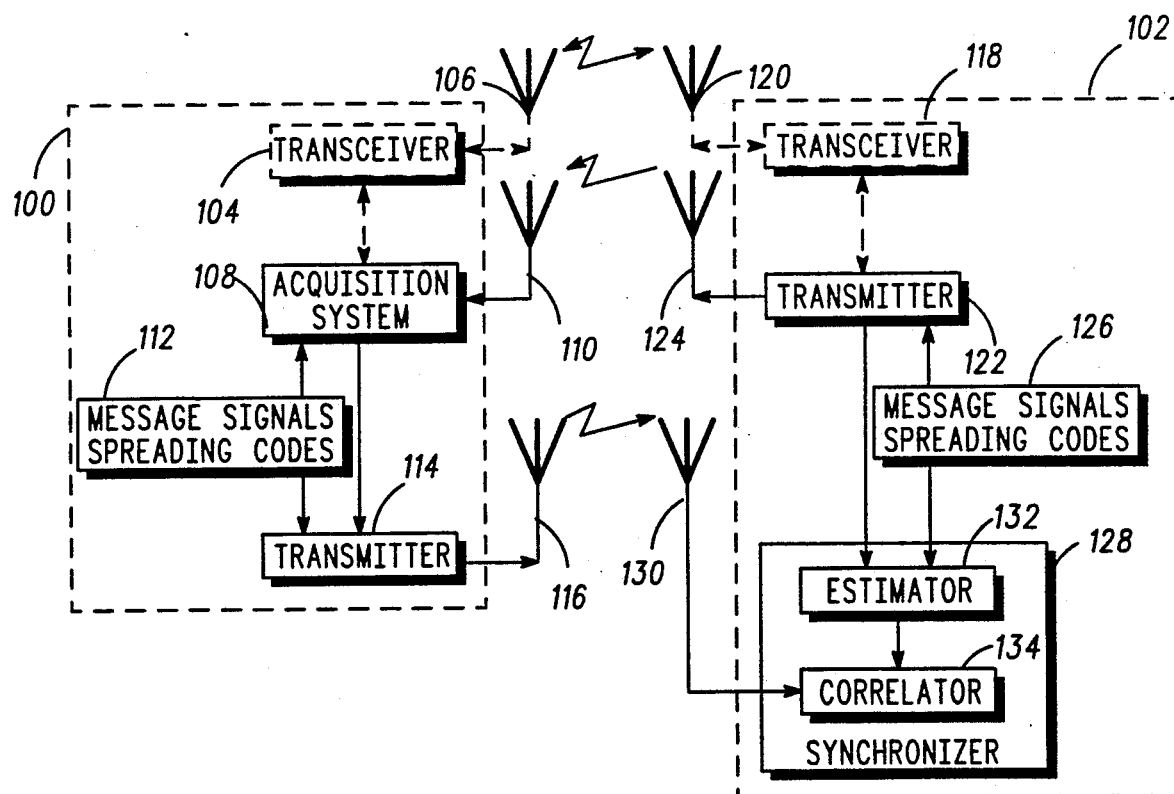 102
106
120
118
TRANSCEIVER
TRANSCEIVER
100
104
108
ACQUISITION
SYSTEM
TRANSMITTER
110
124
122
126
112
MESSAGE SIGNALS
SPREADING CODES
MESSAGE SIGNALS
SPREADING CODES
114
TRANSMITTER
116
130
132
128
ESTIMATOR
134
CORRELATOR
SYNCHRONIZER